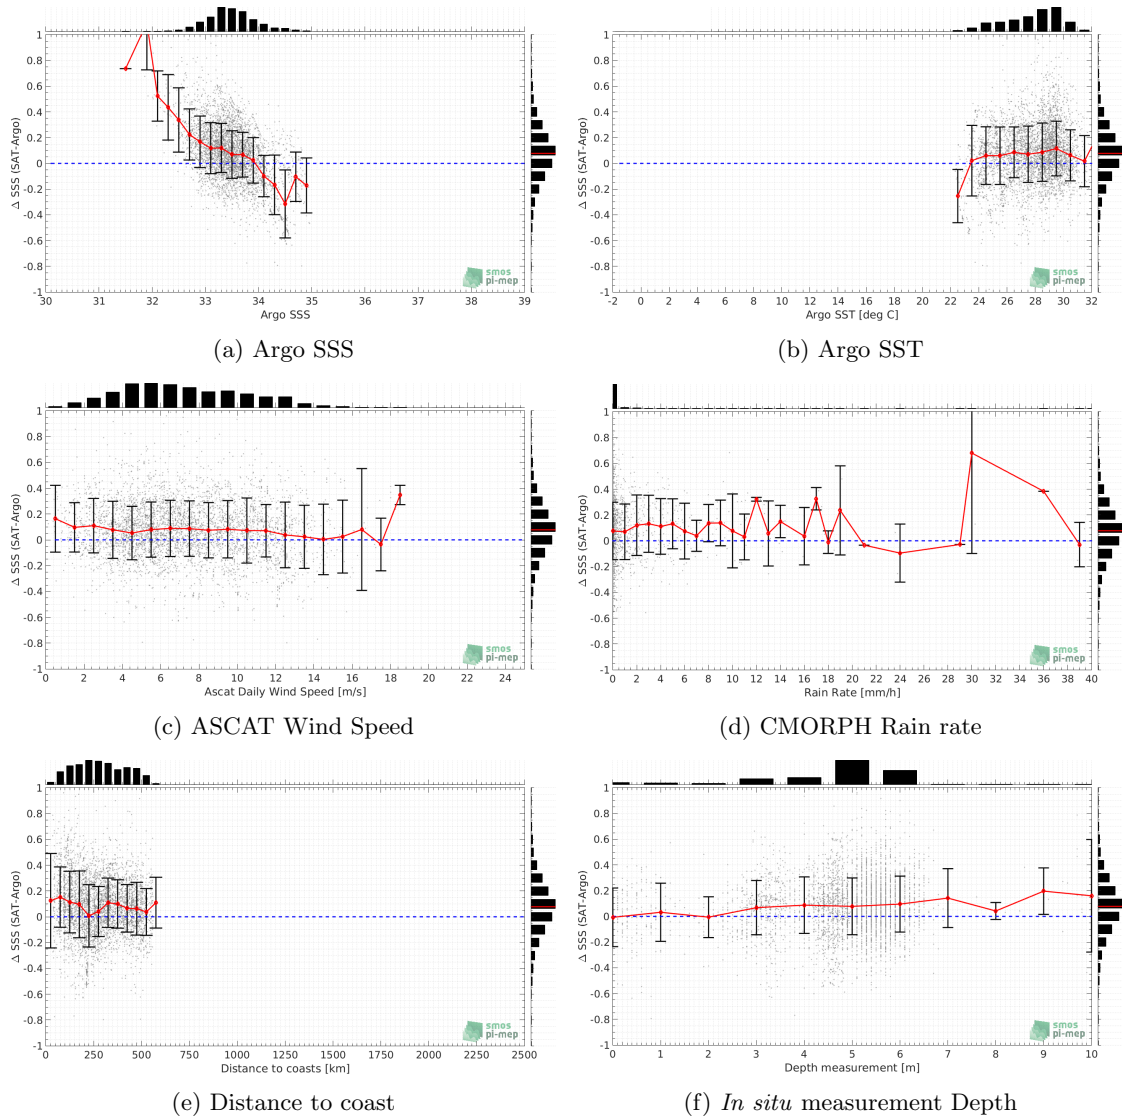 1
0.8
0.6
0.4
0.2
0
-0.2
-0.4
-0.6
-0.8
-1
Δ SSS (SAT-Argo)
30 31 32 33 34 35 36 37 38 39
Argo SSS
smos
pi-mep
(a) Argo SSS
1
0.8
0.6
0.4
0.2
0
-0.2
-0.4
-0.6
-0.8
-1
Δ SSS (SAT-Argo)
-2 0 2 4 6 8 10 12 14 16 18 20 22 24 26 28 30 32
Argo SST [deg C]
smos
pi-mep
(b) Argo SST
1
0.8
0.6
0.4
0.2
0
-0.2
-0.4
-0.6
-0.8
-1
Δ SSS (SAT-Argo)
0 2 4 6 8 10 12 14 16 18 20 22 24
Ascat Daily Wind Speed [m/s]
smos
pi-mep
(c) ASCAT Wind Speed
1
0.8
0.6
0.4
0.2
0
-0.2
-0.4
-0.6
-0.8
-1
Δ SSS (SAT-Argo)
0 2 4 6 8 10 12 14 16 18 20 22 24 26 28 30 32 34 36 38 40
Rain Rate [mm/h]
smos
pi-mep
(d) CMORPH Rain rate
1
0.8
0.6
0.4
0.2
0
-0.2
-0.4
-0.6
-0.8
-1
Δ SSS (SAT-Argo)
0 250 500 750 1000 1250 1500 1750 2000 2250 2500
Distance to coasts [km]
smos
pi-mep
(e) Distance to coast
1
0.8
0.6
0.4
0.2
0
-0.2
-0.4
-0.6
-0.8
-1
Δ SSS (SAT-Argo)
0 1 2 3 4 5 6 7 8 9 10
Depth measurement [m]
smos
pi-mep
(f) In situ measurement Depth